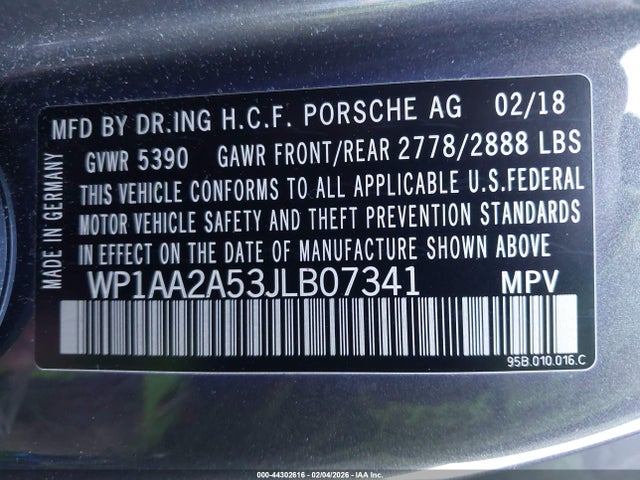 MFD BY DR.ING H.C.F. PORSCHE AG 02/18
GVWR 5390 GAWR FRONT/REAR 2778/2888 LBS
THIS VEHICLE CONFORMS TO ALL APPLICABLE U.S.FEDERAL
MOTOR VEHICLE SAFETY AND THEFT PREVENTION STANDARDS
IN EFFECT ON THE DATE OF MANUFACTURE SHOWN ABOVE
WP1AA2A53JLB07341 MPV
95B.010.016.C
MADE IN GERMANY
000-44302616 - 02/04/2026 - IAA Inc.